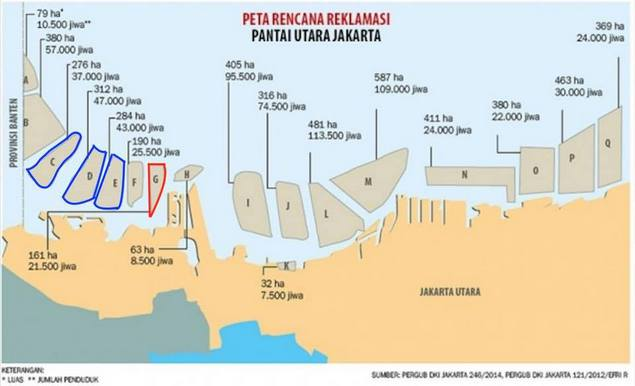 PETA RENCANA REKLAMASI
PANTAI UTARA JAKARTA
79 ha*
10.500 jiwa**
380 ha
57.000 jiwa
276 ha
37.000 jiwa
312 ha
47.000 jiwa
284 ha
43.000 jiwa
190 ha
25.500 jiwa
405 ha
95.500 jiwa
316 ha
74.500 jiwa
481 ha
113.500 jiwa
587 ha
109.000 jiwa
411 ha
24.000 jiwa
380 ha
22.000 jiwa
463 ha
30.000 jiwa
369 ha
24.000 jiwa
PROVINSI BANTEN
A
B
C
D
E
F
G
H
I
J
L
M
N
O
P
Q
K
161 ha
21.500 jiwa
63 ha
8.500 jiwa
32 ha
7.500 jiwa
JAKARTA UTARA
KETERANGAN:
* LUAS ** JUMLAH PENDUDUK
SUMBER: PERGUB DKI JAKARTA 246/2014, PERGUB DKI JAKARTA 121/2012/EFRI R